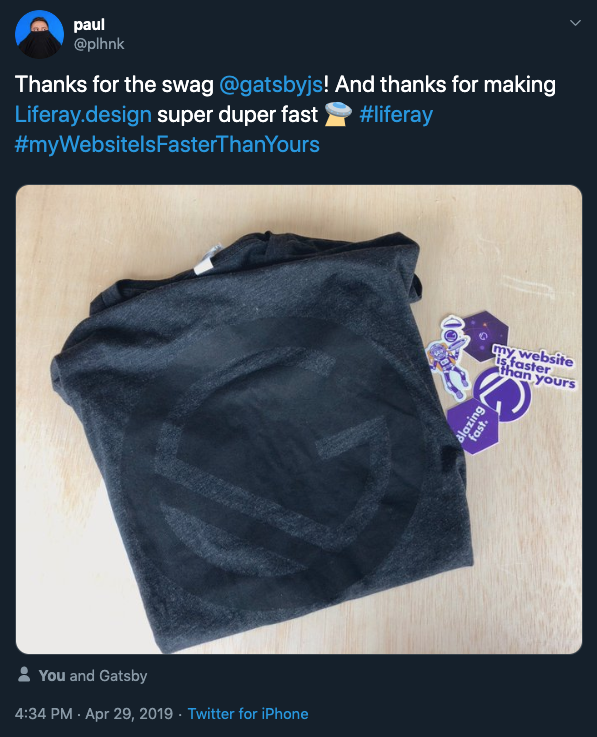 paul
@plhnk
Thanks for the swag @gatsbyjs! And thanks for making
Liferay.design super duper fast 🛸 #liferay
#myWebsiteIsFasterThanYours
my website
is faster
than yours
Blazing
fast.
You and Gatsby
4:34 PM · Apr 29, 2019 · Twitter for iPhone